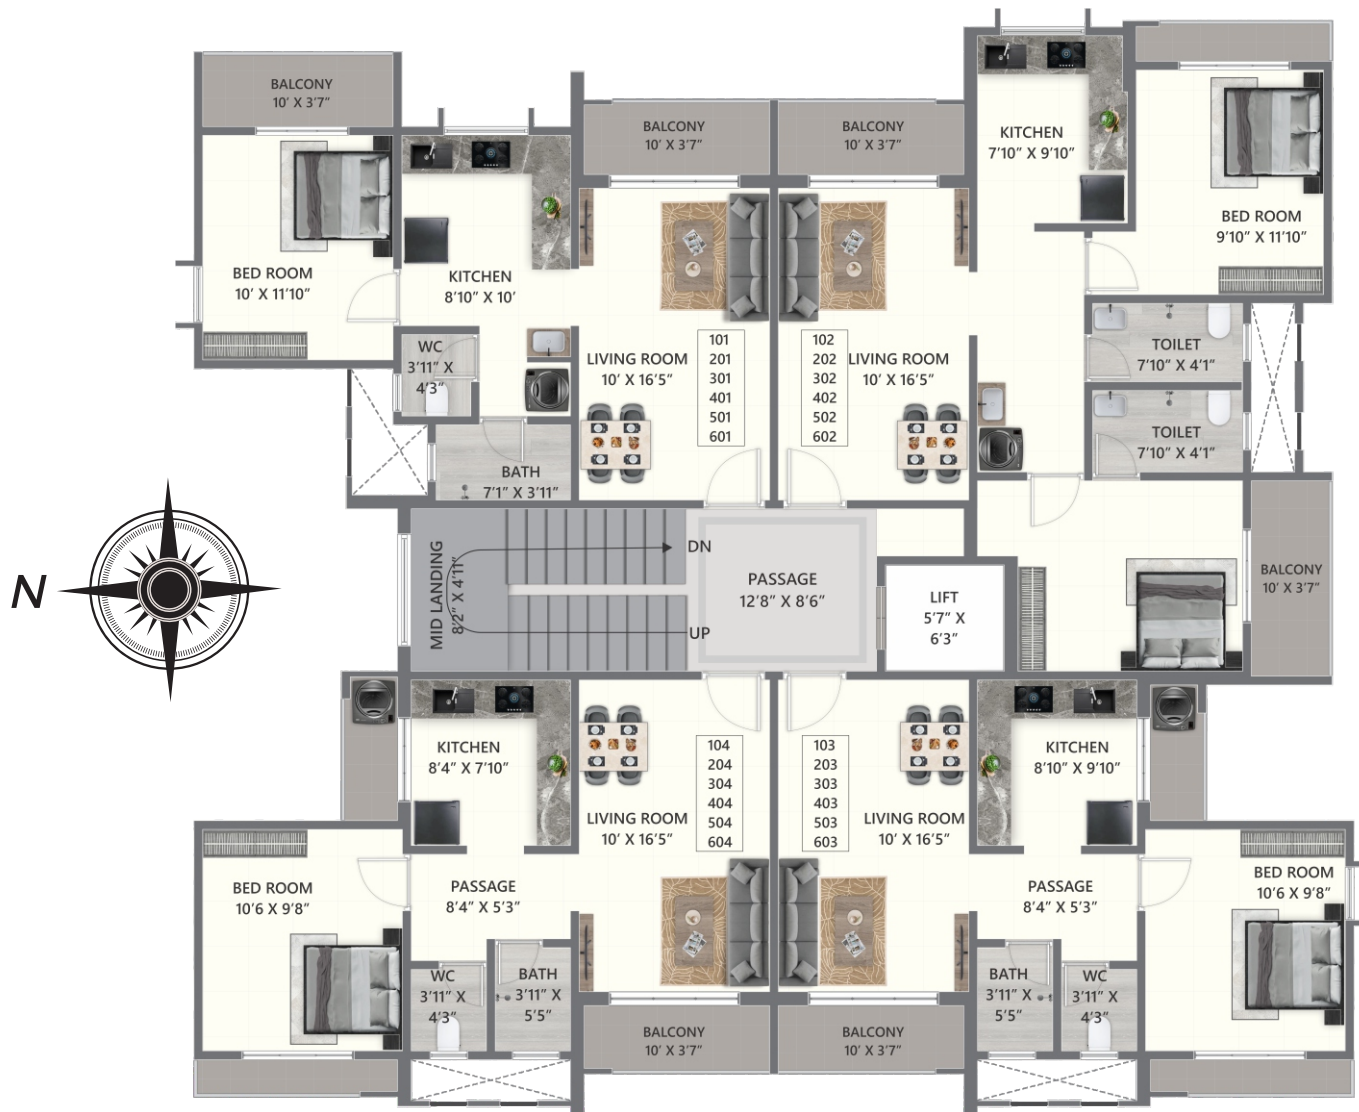 BALCONY
10' X 3'7"
BED ROOM
10' X 11'10"
KITCHEN
8'10" X 10'
WC
3'11" X
4'3"
BATH
7'1" X 3'11"
BALCONY
10' X 3'7"
LIVING ROOM
10' X 16'5"
101
201
301
401
501
601
BALCONY
10' X 3'7"
102
202
302
402
502
602
LIVING ROOM
10' X 16'5"
KITCHEN
7'10" X 9'10"
BED ROOM
9'10" X 11'10"
TOILET
7'10" X 4'1"
TOILET
7'10" X 4'1"
BALCONY
10' X 3'7"
N
MID LANDING
8'2" X 4'11"
DN
UP
PASSAGE
12'8" X 8'6"
LIFT
5'7" X
6'3"
KITCHEN
8'4" X 7'10"
BED ROOM
10'6 X 9'8"
PASSAGE
8'4" X 5'3"
WC
3'11" X
4'3"
BATH
3'11" X
5'5"
LIVING ROOM
10' X 16'5"
104
204
304
404
504
604
BALCONY
10' X 3'7"
103
203
303
403
503
603
LIVING ROOM
10' X 16'5"
BALCONY
10' X 3'7"
KITCHEN
8'10" X 9'10"
PASSAGE
8'4" X 5'3"
BATH
3'11" X
5'5"
WC
3'11" X
4'3"
BED ROOM
10'6 X 9'8"